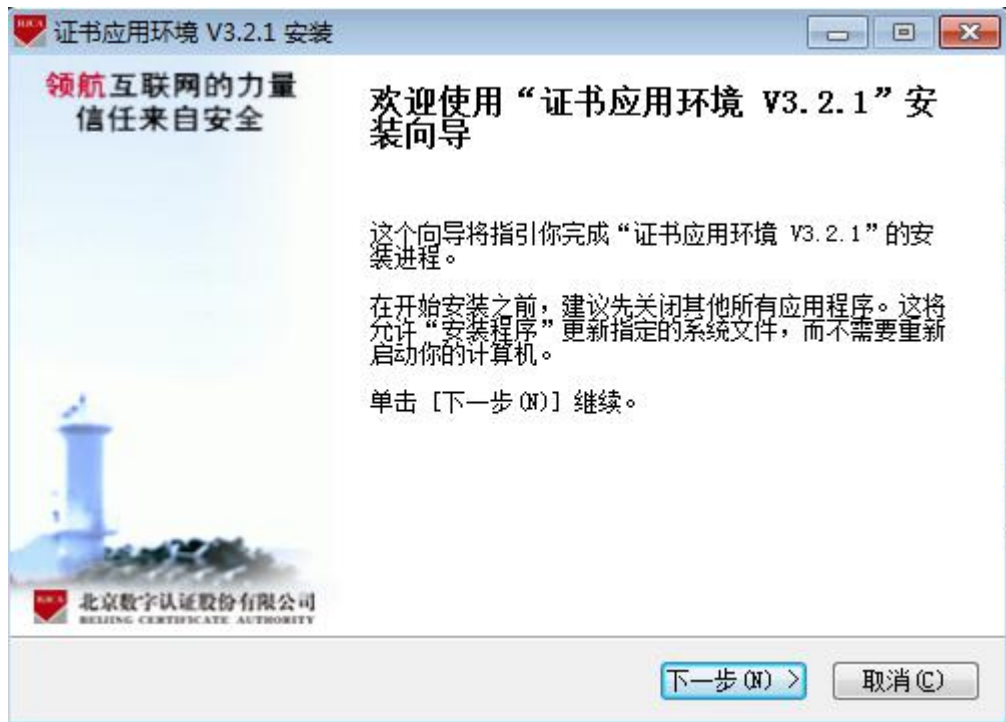 证书应用环境 V3.2.1 安装
领航互联网的力量
信任来自安全
欢迎使用“证书应用环境 V3.2.1”安
装向导
这个向导将指引你完成“证书应用环境 V3.2.1”的安
装进程。
在开始安装之前，建议先关闭其他所有应用程序。这将
允许“安装程序”更新指定的系统文件，而不需要重新
启动你的计算机。
单击 [下一步(N)] 继续。
BJCA
北京数字认证股份有限公司
BEIJING CERTIFICATE AUTHORITY
下一步(N) >
取消(C)